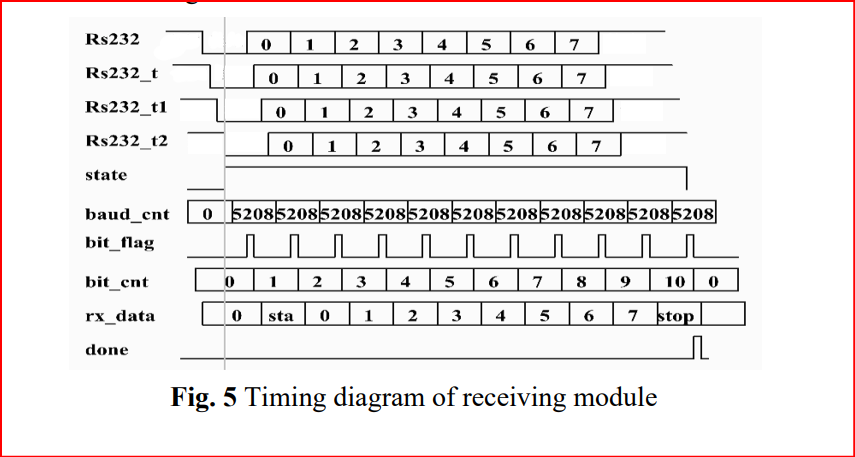 Rs232 0 1 2 3 4 5 6 7
Rs232_t 0 1 2 3 4 5 6 7
Rs232_t1 0 1 2 3 4 5 6 7
Rs232_t2 0 1 2 3 4 5 6 7
state
baud_cnt 0 5208 5208 5208 5208 5208 5208 5208 5208 5208 5208 5208
bit_flag
bit_cnt 0 1 2 3 4 5 6 7 8 9 10 0
rx_data 0 sta 0 1 2 3 4 5 6 7 stop
done
Fig. 5 Timing diagram of receiving module